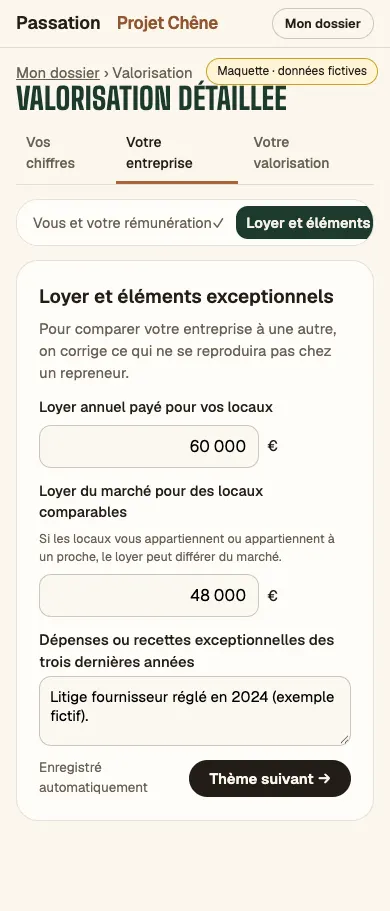 Passation Projet Chêne Mon dossier
Mon dossier › Valorisation Maquette · données fictives
VALORISATION DÉTAILLÉE
Vos
chiffres
Votre
entreprise
Votre
valorisation
Vous et votre rémunération✓ Loyer et éléments
Loyer et éléments exceptionnels
Pour comparer votre entreprise à une autre,
on corrige ce qui ne se reproduira pas chez
un repreneur.
Loyer annuel payé pour vos locaux
60 000 €
Loyer du marché pour des locaux
comparables
Si les locaux vous appartiennent ou appartiennent à
un proche, le loyer peut différer du marché.
48 000 €
Dépenses ou recettes exceptionnelles des
trois dernières années
Litige fournisseur réglé en 2024 (exemple
fictif).
Enregistré
automatiquement
Thème suivant →